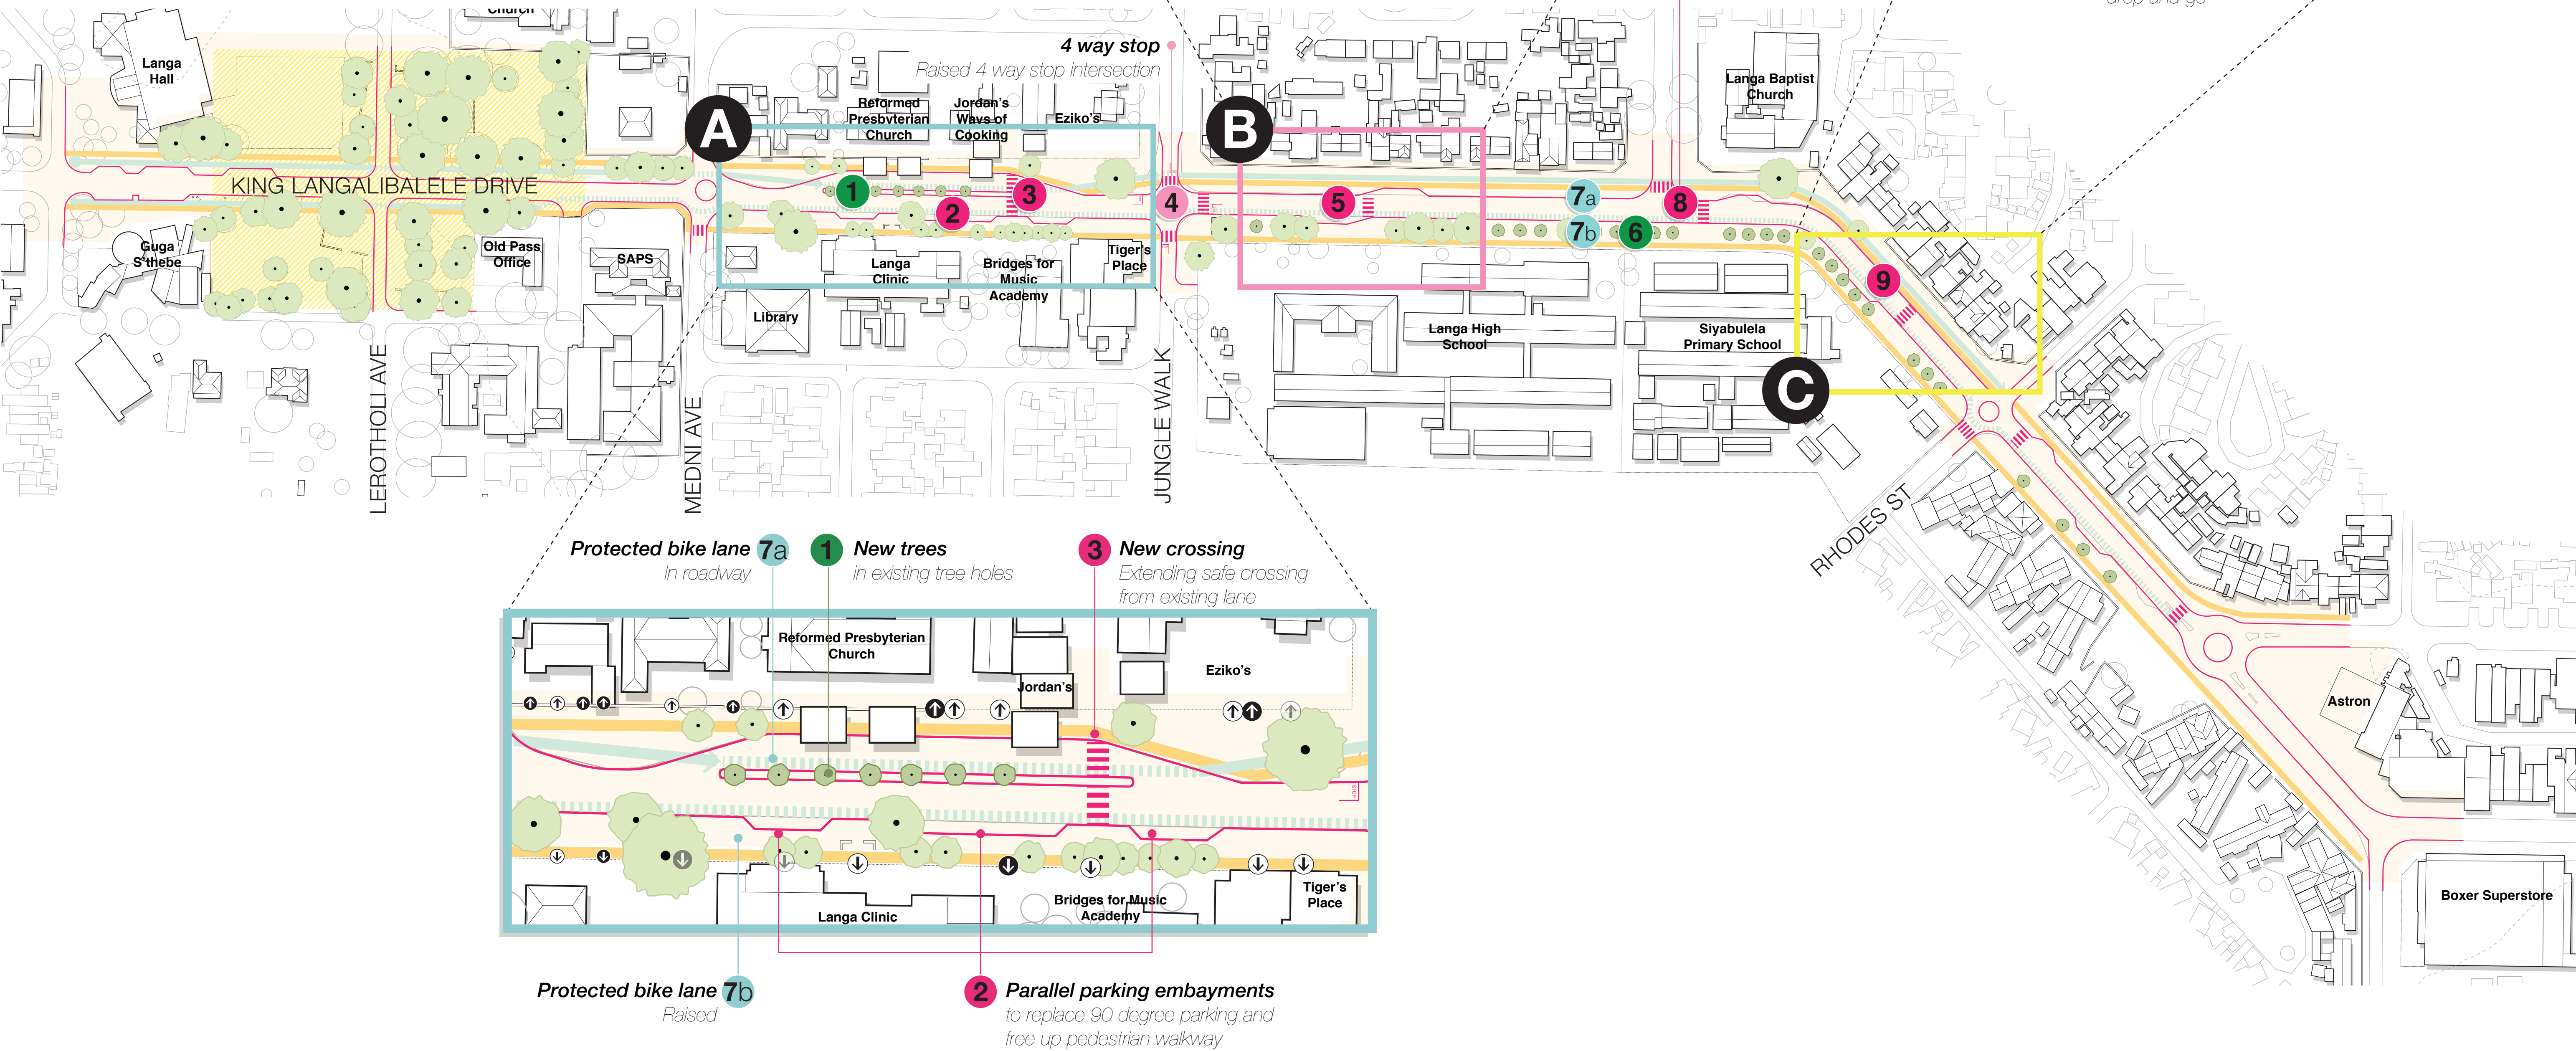 Church
drop and go
Langa
Hall
4 way stop
Raised 4 way stop intersection
Langa Baptist
Church
A
B
Reformed
Presbyterian
Church
Jordan's
Ways of
Cooking
Eziko's
KING LANGALIBALELE DRIVE
1
2
3
4
5
7a
7b
6
8
9
Guga
S'thebe
Old Pass
Office
SAPS
Langa
Clinic
Bridges for
Music
Academy
Tiger's
Place
Library
Langa High
School
Siyabulela
Primary School
C
LEROTHOLI AVE
MEDNI AVE
JUNGLE WALK
RHODES ST
Protected bike lane 7a
In roadway
1 New trees
in existing tree holes
3 New crossing
Extending safe crossing
from existing lane
Reformed Presbyterian
Church
Jordan's
Eziko's
STOP
Langa Clinic
Bridges for Music
Academy
Tiger's
Place
Astron
Boxer Superstore
Protected bike lane 7b
Raised
2 Parallel parking embayments
to replace 90 degree parking and
free up pedestrian walkway